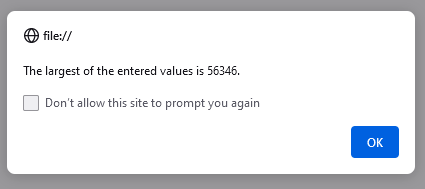 file://
The largest of the entered values is 56346.
Don't allow this site to prompt you again
OK